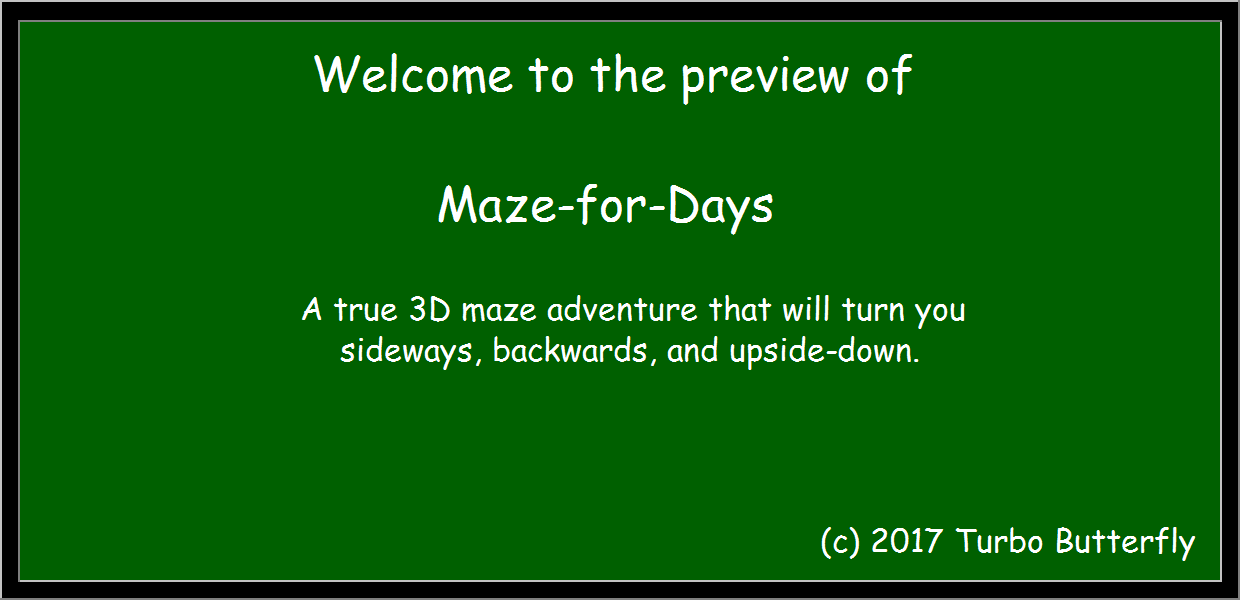 Welcome to the preview of
Maze-for-Days
A true 3D maze adventure that will turn you
sideways, backwards, and upside-down.
(c) 2017 Turbo Butterfly